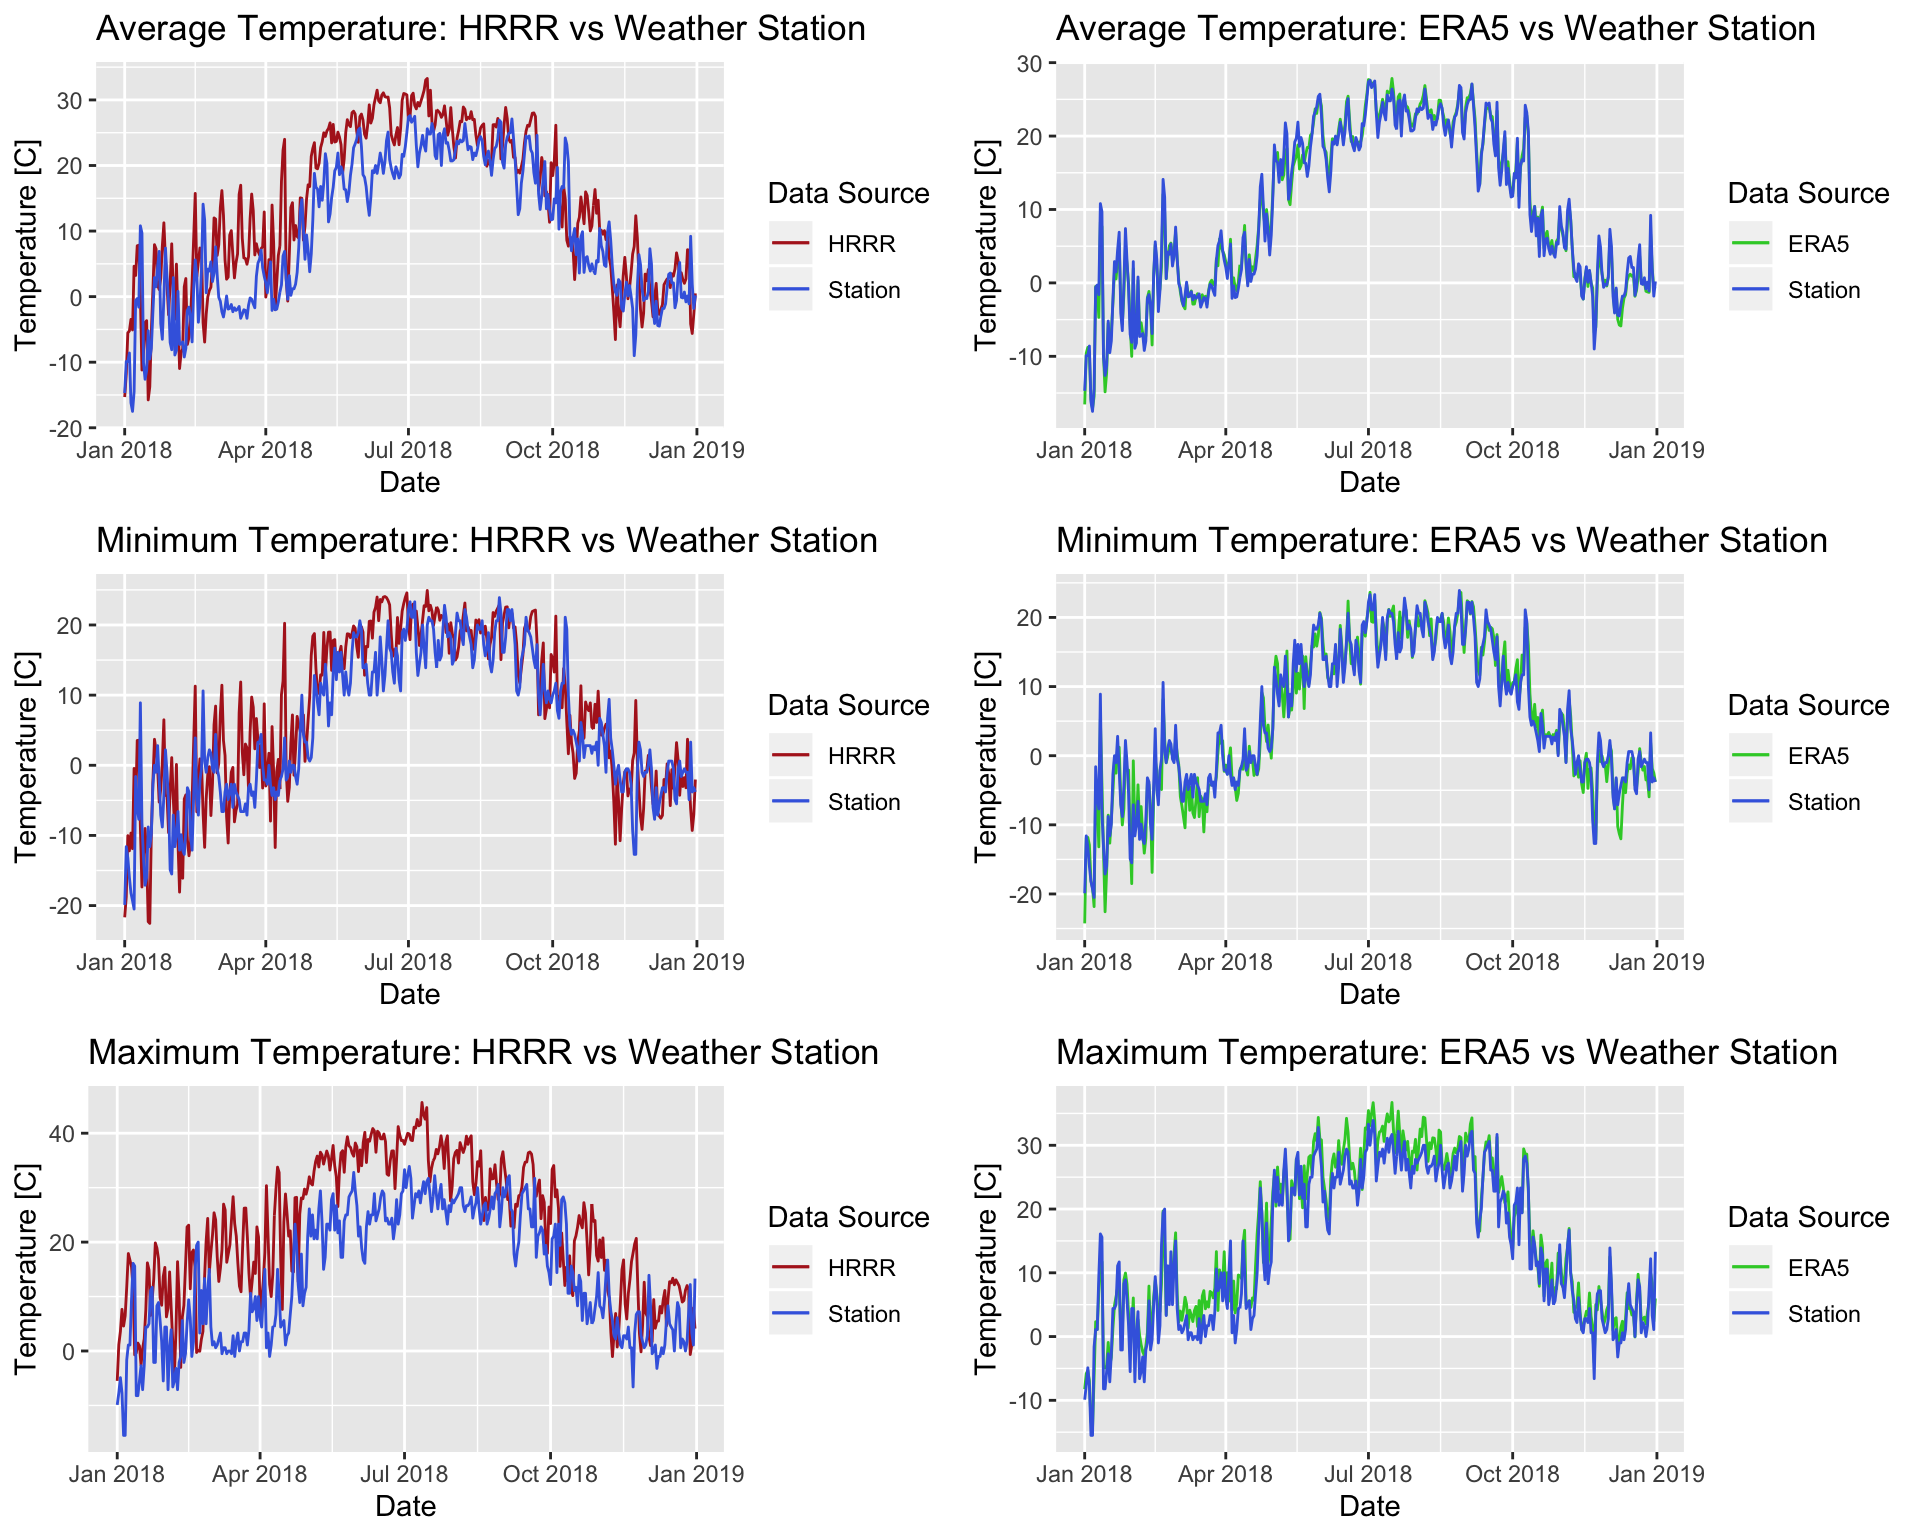 Average Temperature: HRRR vs Weather Station
Temperature [C]
30
20
10
0
-10
-20
Jan 2018 Apr 2018 Jul 2018 Oct 2018 Jan 2019
Date
Data Source
HRRR
Station
Average Temperature: ERA5 vs Weather Station
Temperature [C]
30
20
10
0
-10
Jan 2018 Apr 2018 Jul 2018 Oct 2018 Jan 2019
Date
Data Source
ERA5
Station
Minimum Temperature: HRRR vs Weather Station
Temperature [C]
20
10
0
-10
-20
Jan 2018 Apr 2018 Jul 2018 Oct 2018 Jan 2019
Date
Data Source
HRRR
Station
Minimum Temperature: ERA5 vs Weather Station
Temperature [C]
20
10
0
-10
-20
Jan 2018 Apr 2018 Jul 2018 Oct 2018 Jan 2019
Date
Data Source
ERA5
Station
Maximum Temperature: HRRR vs Weather Station
Temperature [C]
40
20
0
Jan 2018 Apr 2018 Jul 2018 Oct 2018 Jan 2019
Date
Data Source
HRRR
Station
Maximum Temperature: ERA5 vs Weather Station
Temperature [C]
30
20
10
0
-10
Jan 2018 Apr 2018 Jul 2018 Oct 2018 Jan 2019
Date
Data Source
ERA5
Station